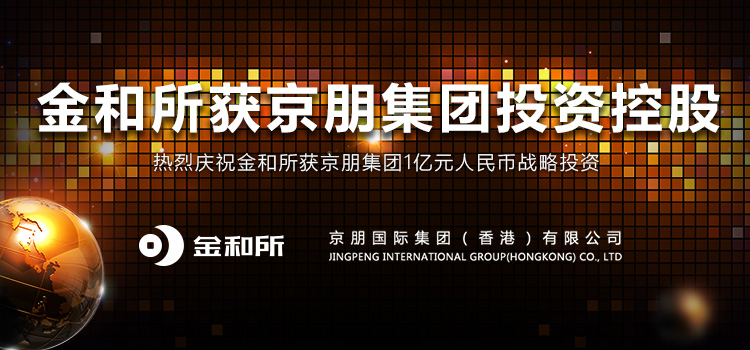 金和所获京朋集团投资控股
热烈庆祝金和所获京朋集团1亿元人民币战略投资
金和所
京朋国际集团（香港）有限公司
JINGPENG INTERNATIONAL GROUP(HONGKONG) CO., LTD